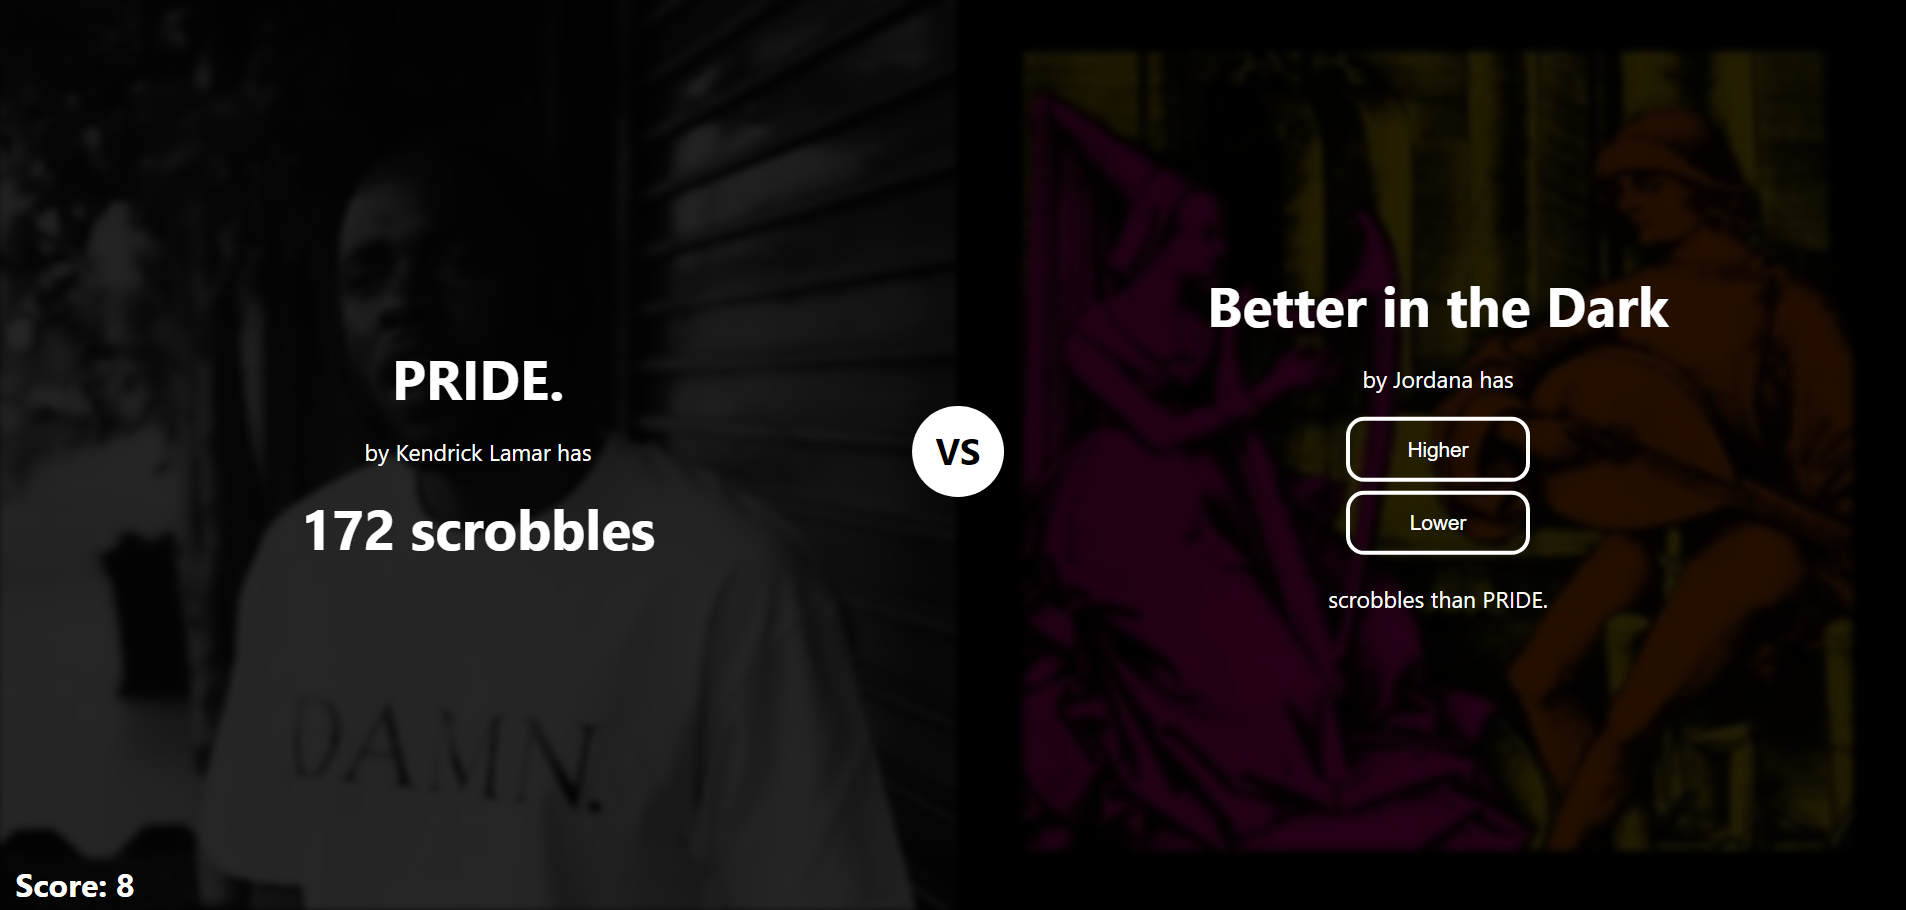 PRIDE.
by Kendrick Lamar has
172 scrobbles
DAMN.
VS
Better in the Dark
by Jordana has
Higher
Lower
scrobbles than PRIDE.
Score: 8